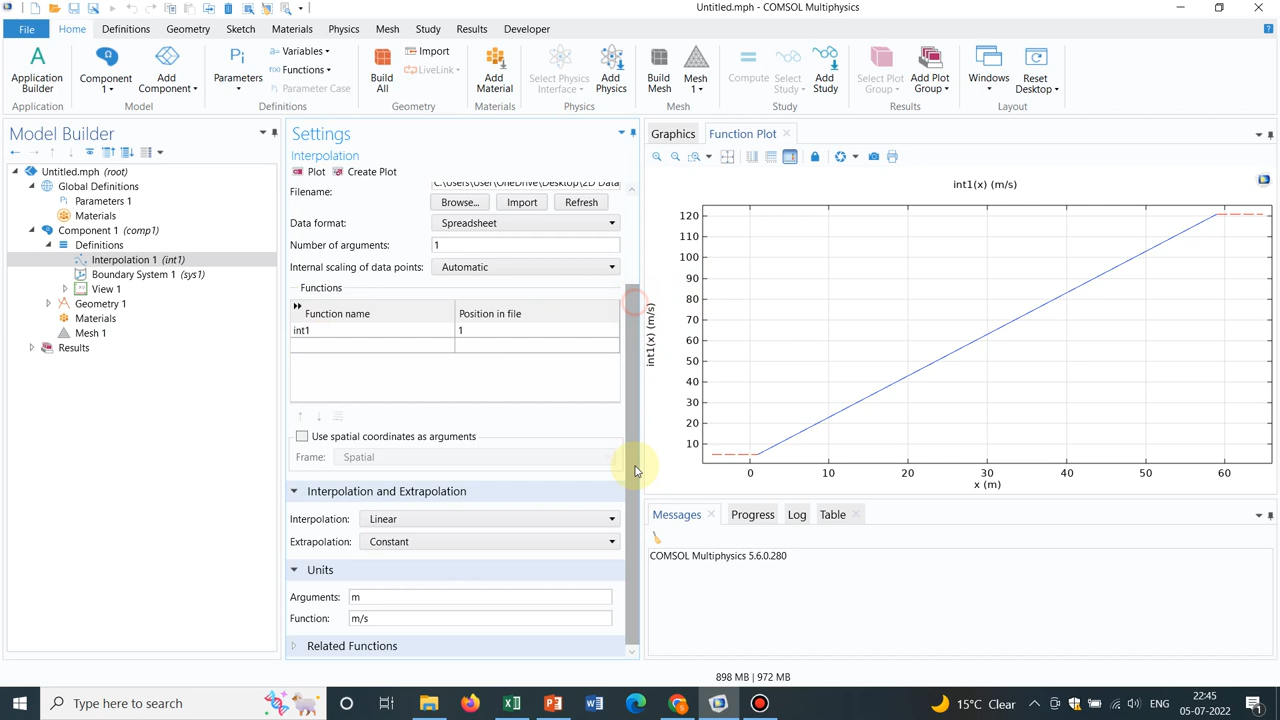 Untitled.mph - COMSOL Multiphysics
File
Home
Definitions
Geometry
Sketch
Materials
Physics
Mesh
Study
Results
Developer
Application Builder
Component 1
Add Component
Parameters
a= Variables
f(x) Functions
Pi Parameter Case
Build All
Import
LiveLink
Add Material
Select Physics Interface
Add Physics
Build Mesh
Mesh 1
Compute
Select Study
Add Study
Select Plot Group
Add Plot Group
Windows
Reset Desktop
Application
Model
Definitions
Geometry
Materials
Physics
Mesh
Study
Results
Layout
Model Builder
Untitled.mph (root)
Global Definitions
Pi Parameters 1
Materials
Component 1 (comp1)
Definitions
Interpolation 1 (int1)
Boundary System 1 (sys1)
View 1
Geometry 1
Materials
Mesh 1
Results
Settings
Interpolation
Plot Create Plot
Filename: C:\Users\User\OneDrive\Desktop\2D Data
Browse... Import Refresh
Data format: Spreadsheet
Number of arguments: 1
Internal scaling of data points: Automatic
Functions
Function name Position in file
int1 1
Use spatial coordinates as arguments
Frame: Spatial
Interpolation and Extrapolation
Interpolation: Linear
Extrapolation: Constant
Units
Arguments: m
Function: m/s
Related Functions
Graphics Function Plot
int1(x) (m/s)
120
110
100
90
80
70
60
50
40
30
20
10
int1(x) (m/s)
0 10 20 30 40 50 60
x (m)
Messages Progress Log Table
COMSOL Multiphysics 5.6.0.280
898 MB | 972 MB
Type here to search
15°C Clear
ENG
22:45
05-07-2022